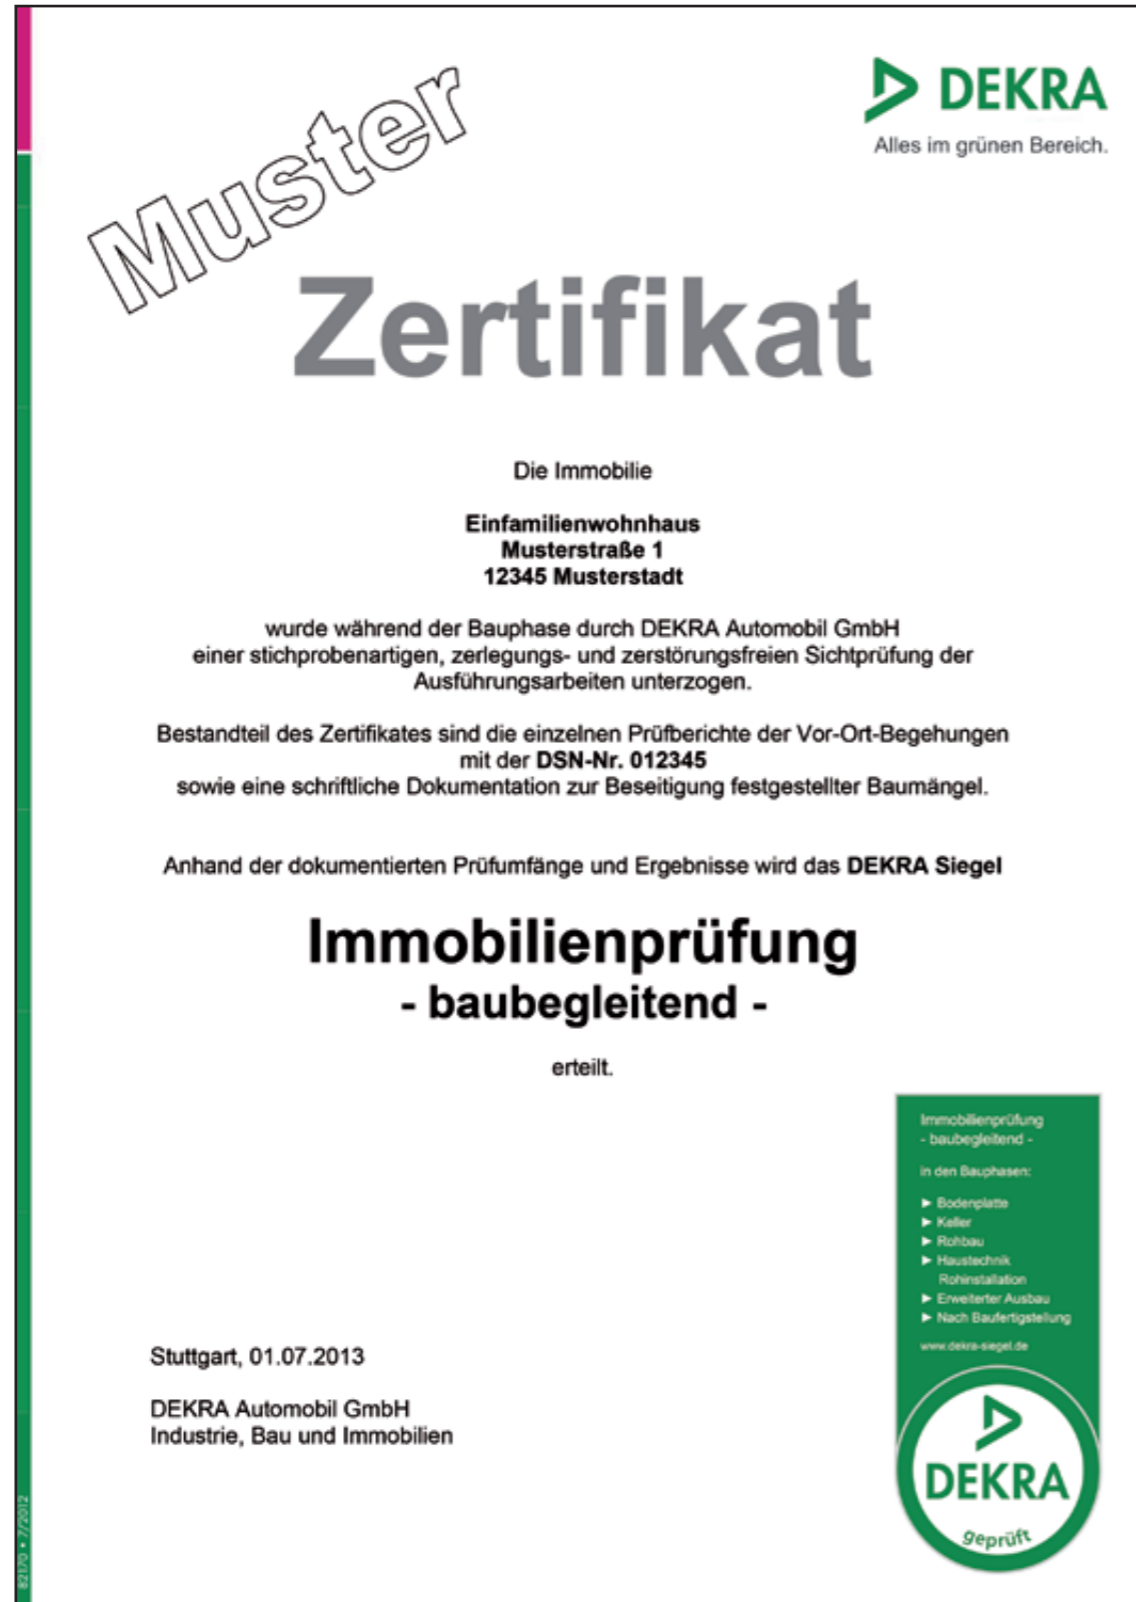 Muster
DEKRA
Alles im grünen Bereich.
Zertifikat
Die Immobilie
Einfamilienwohnhaus
Musterstraße 1
12345 Musterstadt
wurde während der Bauphase durch DEKRA Automobil GmbH
einer stichprobenartigen, zerlegungs- und zerstörungsfreien Sichtprüfung der
Ausführungsarbeiten unterzogen.
Bestandteil des Zertifikates sind die einzelnen Prüfberichte der Vor-Ort-Begehungen
mit der DSN-Nr. 012345
sowie eine schriftliche Dokumentation zur Beseitigung festgestellter Baumängel.
Anhand der dokumentierten Prüfumfänge und Ergebnisse wird das DEKRA Siegel
Immobilienprüfung
- baubegleitend -
erteilt.
Immobilienprüfung
- baubegleitend -
in den Bauphasen:
► Bodenplatte
► Keller
► Rohbau
► Haustechnik
Rohinstallation
► Erweiterter Ausbau
► Nach Baufertigstellung
www.dekra-siegel.de
DEKRA
geprüft
Stuttgart, 01.07.2013
DEKRA Automobil GmbH
Industrie, Bau und Immobilien
82170 • 7/2012